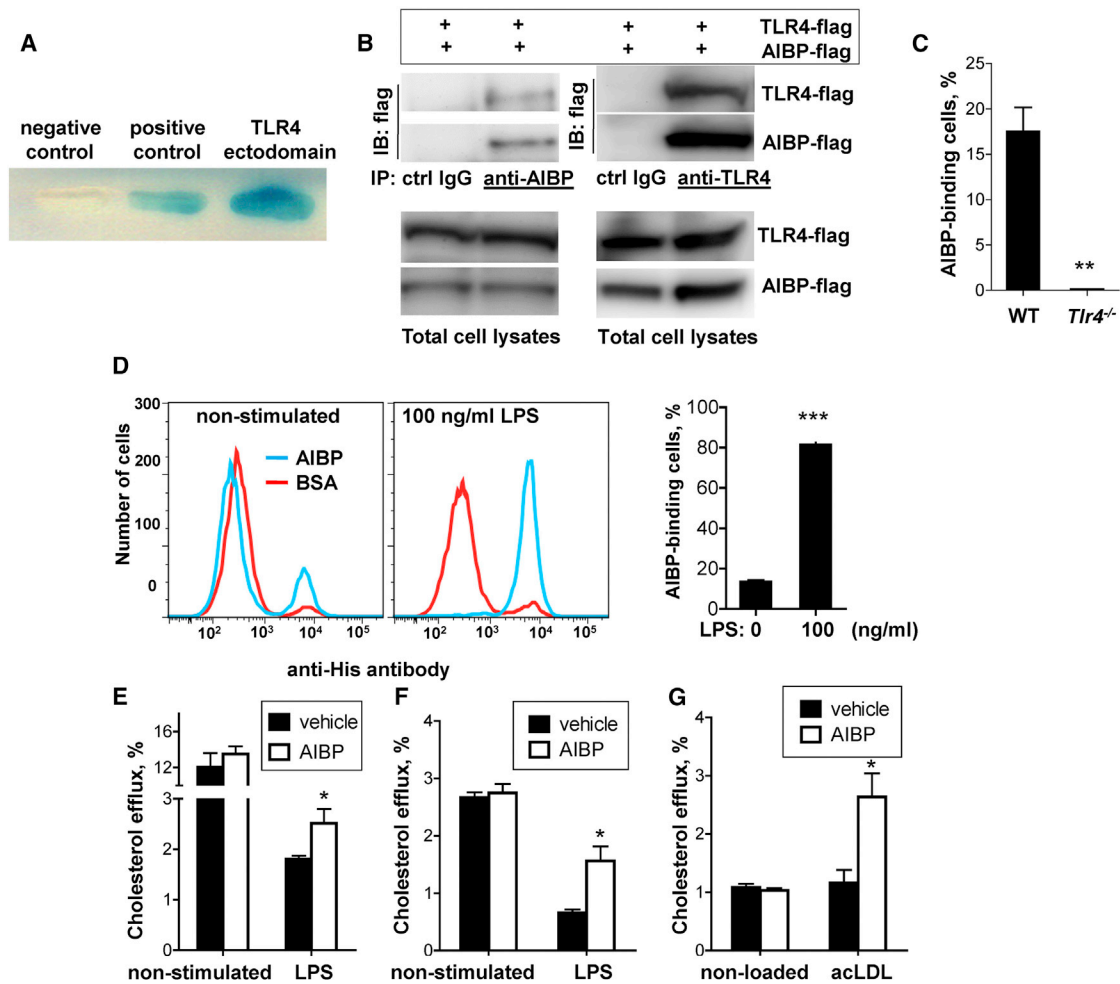 A
negative control
positive control
TLR4 ectodomain
B
+ + + + TLR4-flag
+ + + + AIBP-flag
IB: flag
IB: flag
TLR4-flag
AIBP-flag
IP: ctrl IgG anti-AIBP ctrl IgG anti-TLR4
TLR4-flag
AIBP-flag
Total cell lysates Total cell lysates
C
AIBP-binding cells, %
25
20
15
10
5
0
**
WT Tlr4-/-
D
Number of cells
300
200
100
0
non-stimulated
AIBP
BSA
10² 10³ 10⁴ 10⁵
100 ng/ml LPS
10² 10³ 10⁴ 10⁵
anti-His antibody
AIBP-binding cells, %
100
80
60
40
20
0
***
LPS: 0 100 (ng/ml)
E
Cholesterol efflux, %
16
12
3
2
1
0
vehicle
AIBP
*
non-stimulated LPS
F
Cholesterol efflux, %
4
3
2
1
0
vehicle
AIBP
*
non-stimulated LPS
G
Cholesterol efflux, %
4
3
2
1
0
vehicle
AIBP
*
non-loaded acLDL